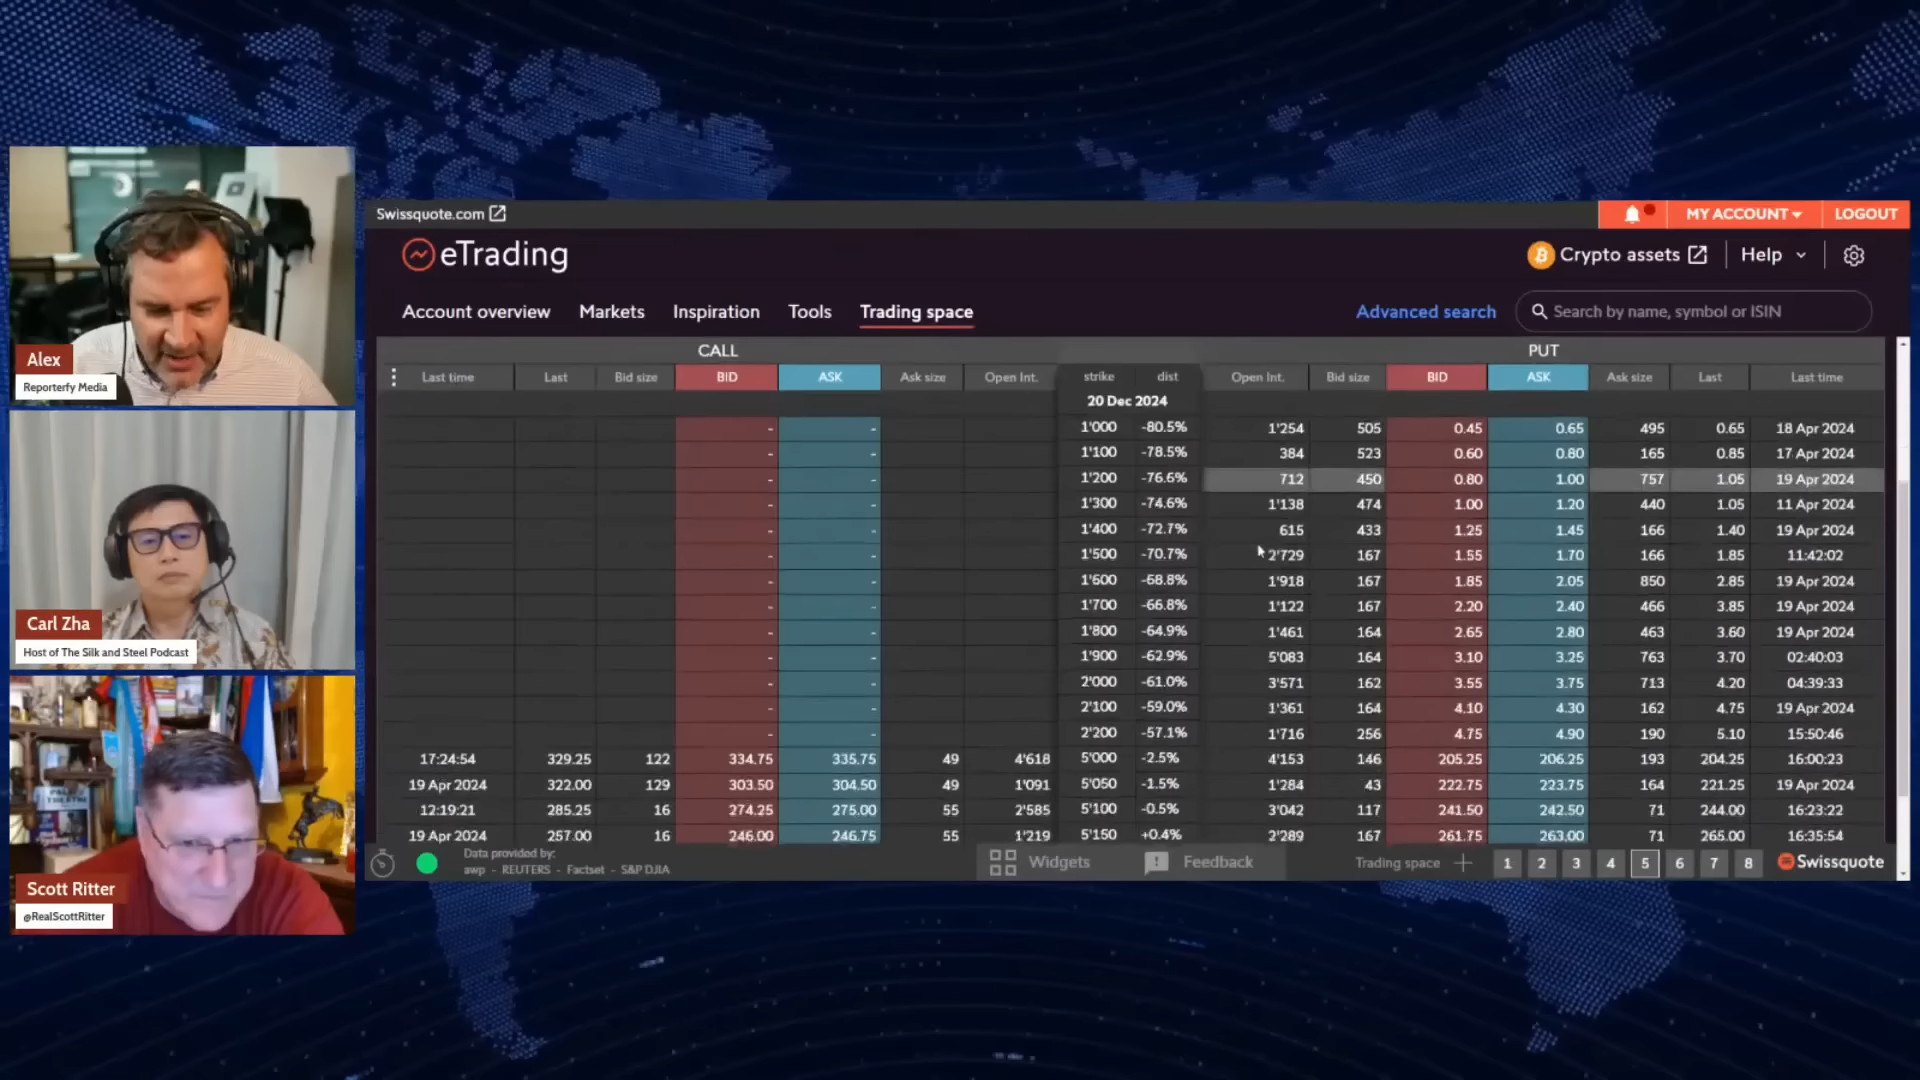 Swissquote.com
MY ACCOUNT
LOGOUT
eTrading
Crypto assets
Help
Account overview Markets Inspiration Tools Trading space
Advanced search
Search by name, symbol or ISIN
CALL PUT
Last time Last Bid size BID ASK Ask size Open Int. strike dist Open Int. Bid size BID ASK Ask size Last Last time
20 Dec 2024
- - 1'000 -80.5% 1'254 505 0.45 0.65 495 0.65 18 Apr 2024
- - 1'100 -78.5% 384 523 0.60 0.80 165 0.85 17 Apr 2024
- - 1'200 -76.6% 712 450 0.80 1.00 757 1.05 19 Apr 2024
- - 1'300 -74.6% 1'138 474 1.00 1.20 440 1.05 11 Apr 2024
- - 1'400 -72.7% 615 433 1.25 1.45 166 1.40 19 Apr 2024
- - 1'500 -70.7% 2'729 167 1.55 1.70 166 1.85 11:42:02
- - 1'600 -68.8% 1'918 167 1.85 2.05 850 2.85 19 Apr 2024
- - 1'700 -66.8% 1'122 167 2.20 2.40 466 3.85 19 Apr 2024
- - 1'800 -64.9% 1'461 164 2.65 2.80 463 3.60 19 Apr 2024
- - 1'900 -62.9% 5'083 164 3.10 3.25 763 3.70 02:40:03
- - 2'000 -61.0% 3'571 162 3.55 3.75 713 4.20 04:39:33
- - 2'100 -59.0% 1'361 164 4.10 4.30 162 4.75 19 Apr 2024
- - 2'200 -57.1% 1'716 256 4.75 4.90 190 5.10 15:50:46
17:24:54 329.25 122 334.75 335.75 49 4'618 5'000 -2.5% 4'153 146 205.25 206.25 193 204.25 16:00:23
19 Apr 2024 322.00 129 303.50 304.50 49 1'091 5'050 -1.5% 1'284 43 222.75 223.75 164 221.25 19 Apr 2024
12:19:21 285.25 16 274.25 275.00 55 2'585 5'100 -0.5% 3'042 117 241.50 242.50 71 244.00 16:23:22
19 Apr 2024 257.00 16 246.00 246.75 55 1'219 5'150 +0.4% 2'289 167 261.75 263.00 71 265.00 16:35:54
Data provided by:
awp - REUTERS - Factset - S&P DJIA
Widgets
Feedback
Trading space 1 2 3 4 5 6 7 8 Swissquote
Alex
Reporterfy Media
Carl Zha
Host of The Silk and Steel Podcast
Scott Ritter
@RealScottRitter